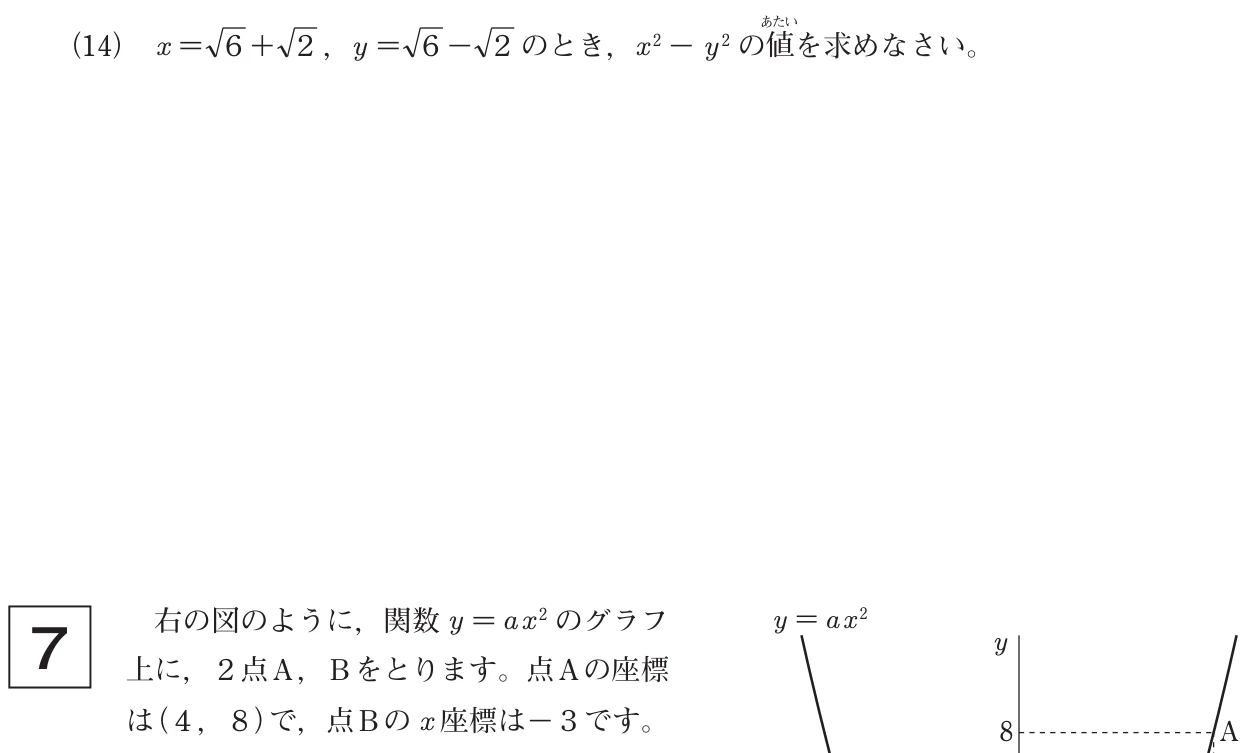 あたい
(14) x＝√6＋√2，y＝√6－√2 のとき，x²－ y² の値を求めなさい。
7
右の図のように，関数 y＝ax² のグラフ
上に，２点A，Bをとります。点Aの座標
は(４，８)で，点Bの x 座標は－３です。
y＝ax²
y
8
A